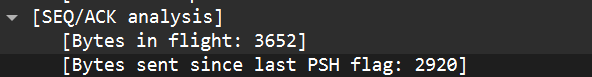 [SEQ/ACK analysis]
[Bytes in flight: 3652]
[Bytes sent since last PSH flag: 2920]